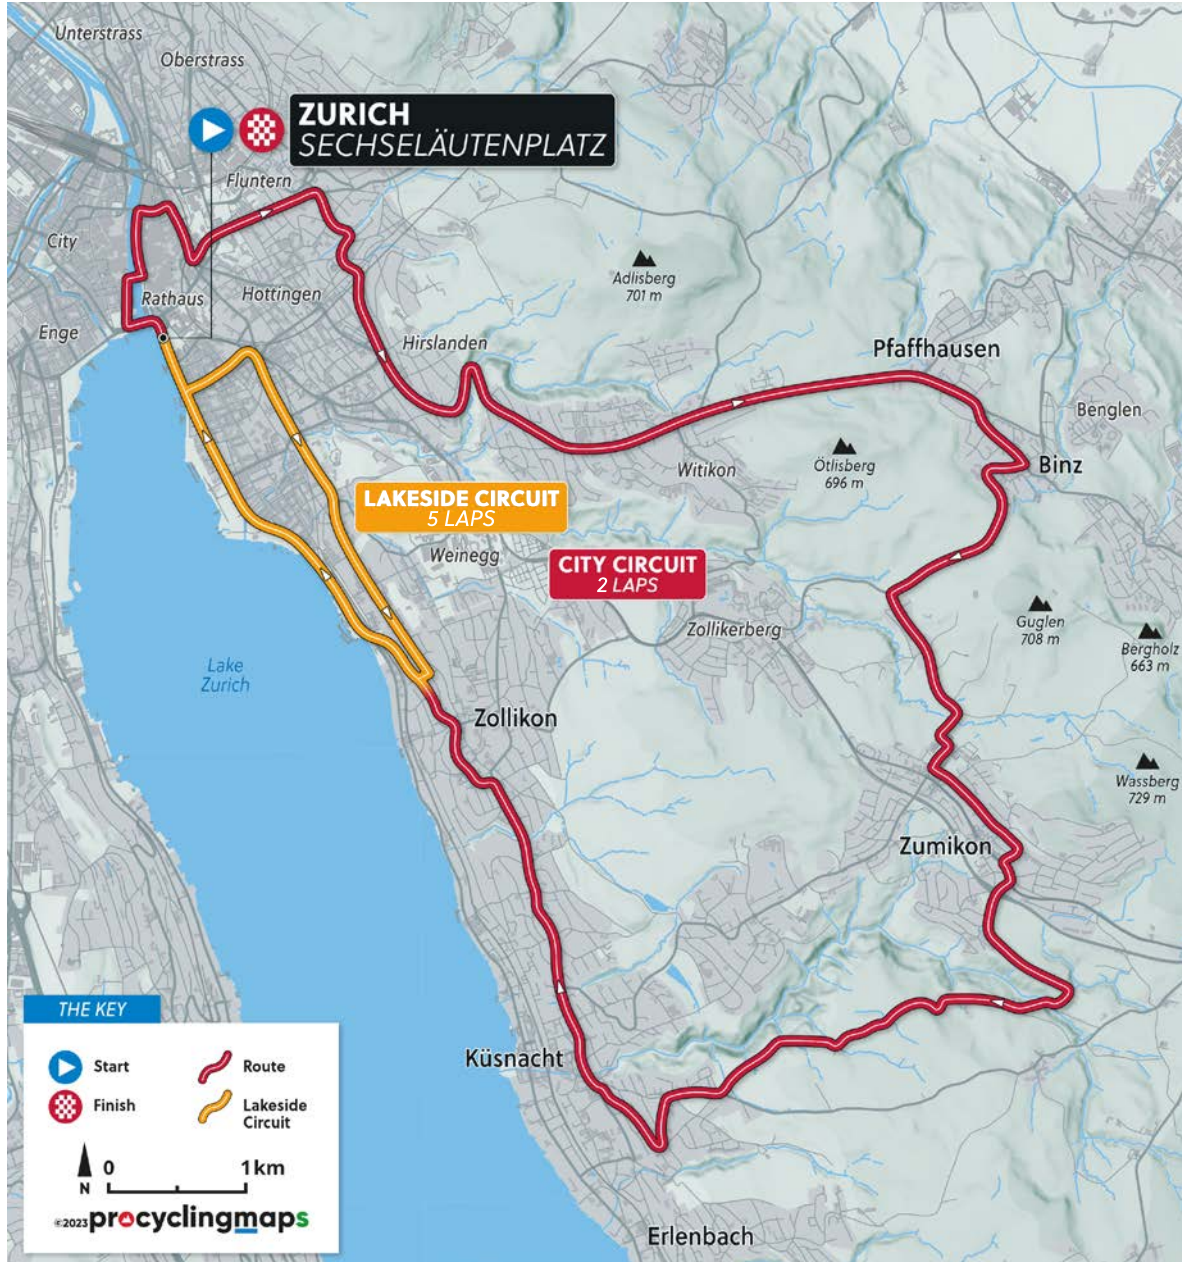 Unterstrass
Oberstrass
ZURICH
SECHSELÄUTENPLATZ
Fluntern
City
Adlisberg
701 m
Rathaus
Hottingen
Enge
Hirslanden
Pfaffhausen
Benglen
Witikon
Ötlisberg
696 m
Binz
LAKESIDE CIRCUIT
5 LAPS
Weinegg
CITY CIRCUIT
2 LAPS
Guglen
708 m
Zollikerberg
Bergholz
663 m
Lake
Zurich
Zollikon
Wassberg
729 m
Zumikon
THE KEY
Küsnacht
Start
Route
Finish
Lakeside
Circuit
N
0
1 km
©2023 procyclingmaps
Erlenbach